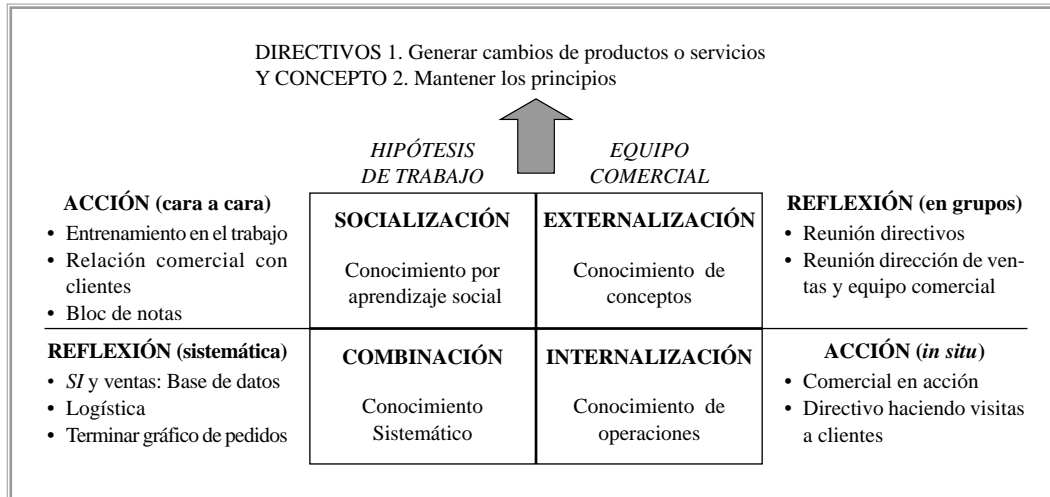 DIRECTIVOS 1. Generar cambios de productos o servicios
Y CONCEPTO 2. Mantener los principios
HIPÓTESIS
DE TRABAJO
EQUIPO
COMERCIAL
ACCIÓN (cara a cara)
• Entrenamiento en el trabajo
• Relación comercial con
clientes
• Bloc de notas
SOCIALIZACIÓN
Conocimiento por
aprendizaje social
EXTERNALIZACIÓN
Conocimiento de
conceptos
REFLEXIÓN (en grupos)
• Reunión directivos
• Reunión dirección de ven-
tas y equipo comercial
REFLEXIÓN (sistemática)
• SI y ventas: Base de datos
• Logística
• Terminar gráfico de pedidos
COMBINACIÓN
Conocimiento
Sistemático
INTERNALIZACIÓN
Conocimiento de
operaciones
ACCIÓN (in situ)
• Comercial en acción
• Directivo haciendo visitas
a clientes